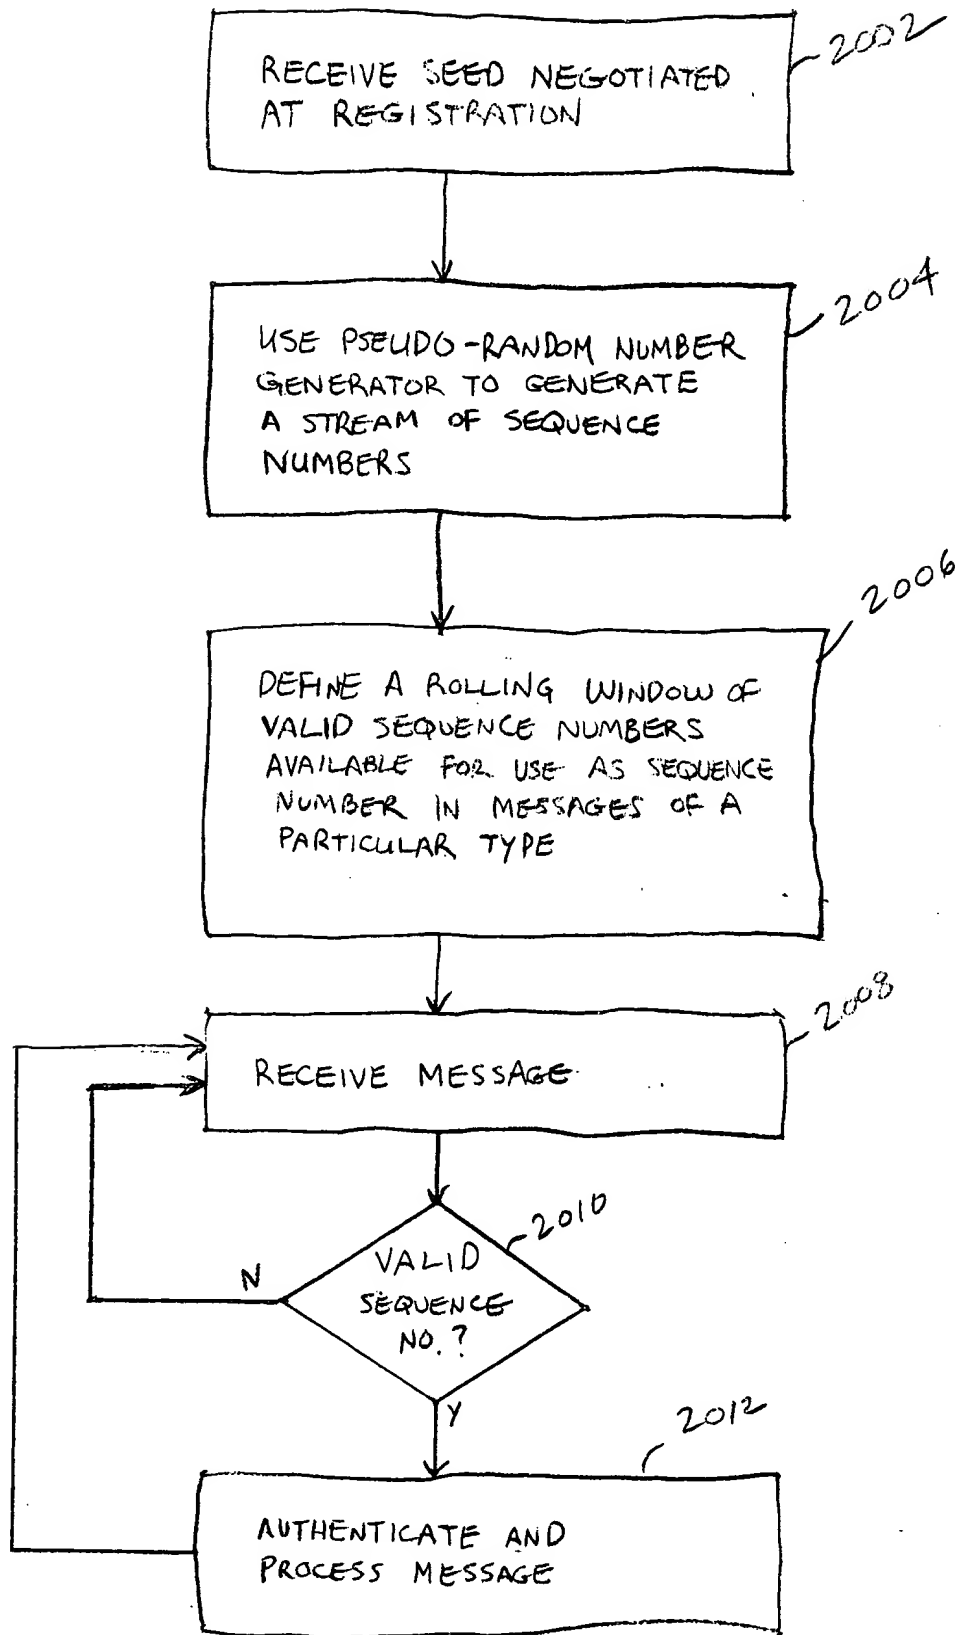 2002
RECEIVE SEED NEGOTIATED
AT REGISTRATION
2004
USE PSEUDO-RANDOM NUMBER
GENERATOR TO GENERATE
A STREAM OF SEQUENCE
NUMBERS
2006
DEFINE A ROLLING WINDOW OF
VALID SEQUENCE NUMBERS
AVAILABLE FOR USE AS SEQUENCE
NUMBER IN MESSAGES OF A
PARTICULAR TYPE
2008
RECEIVE MESSAGE
2010
VALID
SEQUENCE
NO.?
N
Y
2012
AUTHENTICATE AND
PROCESS MESSAGE